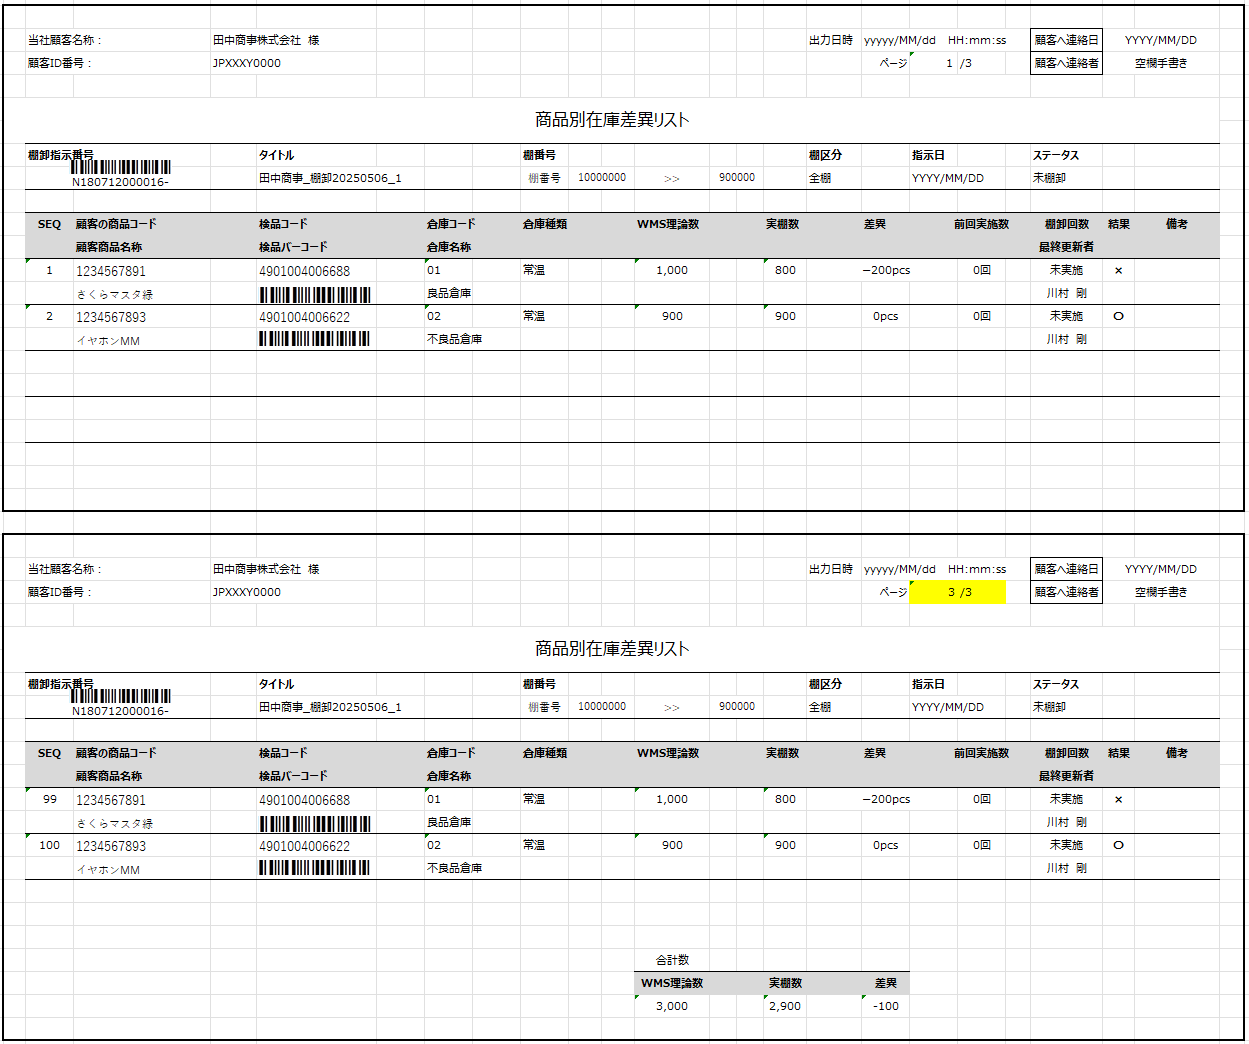 当社顧客名称： 田中商事株式会社 様 出力日時 yyyyy/MM/dd HH:mm:ss 顧客へ連絡日 YYYY/MM/DD
顧客ID番号： JPXXXY0000 ページ 1 /3 顧客へ連絡者 空欄手書き
商品別在庫差異リスト
棚卸指示番号 タイトル 棚番号 棚区分 指示日 ステータス
N180712000016- 田中商事_棚卸20250506_1 棚番号 10000000 >> 900000 全棚 YYYY/MM/DD 未棚卸
SEQ 顧客の商品コード 検品コード 倉庫コード 倉庫種類 WMS理論数 実棚数 差異 前回実施数 棚卸回数 結果 備考
顧客商品名称 検品バーコード 倉庫名称 最終更新者
1 1234567891 4901004006688 01 常温 1,000 800 −200pcs 0回 未実施 ×
さくらマスタ緑 良品倉庫 川村 剛
2 1234567893 4901004006622 02 常温 900 900 0pcs 0回 未実施 〇
イヤホンMM 不良品倉庫 川村 剛
当社顧客名称： 田中商事株式会社 様 出力日時 yyyyy/MM/dd HH:mm:ss 顧客へ連絡日 YYYY/MM/DD
顧客ID番号： JPXXXY0000 ページ 3 /3 顧客へ連絡者 空欄手書き
商品別在庫差異リスト
棚卸指示番号 タイトル 棚番号 棚区分 指示日 ステータス
N180712000016- 田中商事_棚卸20250506_1 棚番号 10000000 >> 900000 全棚 YYYY/MM/DD 未棚卸
SEQ 顧客の商品コード 検品コード 倉庫コード 倉庫種類 WMS理論数 実棚数 差異 前回実施数 棚卸回数 結果 備考
顧客商品名称 検品バーコード 倉庫名称 最終更新者
99 1234567891 4901004006688 01 常温 1,000 800 −200pcs 0回 未実施 ×
さくらマスタ緑 良品倉庫 川村 剛
100 1234567893 4901004006622 02 常温 900 900 0pcs 0回 未実施 〇
イヤホンMM 不良品倉庫 川村 剛
合計数
WMS理論数 実棚数 差異
3,000 2,900 -100